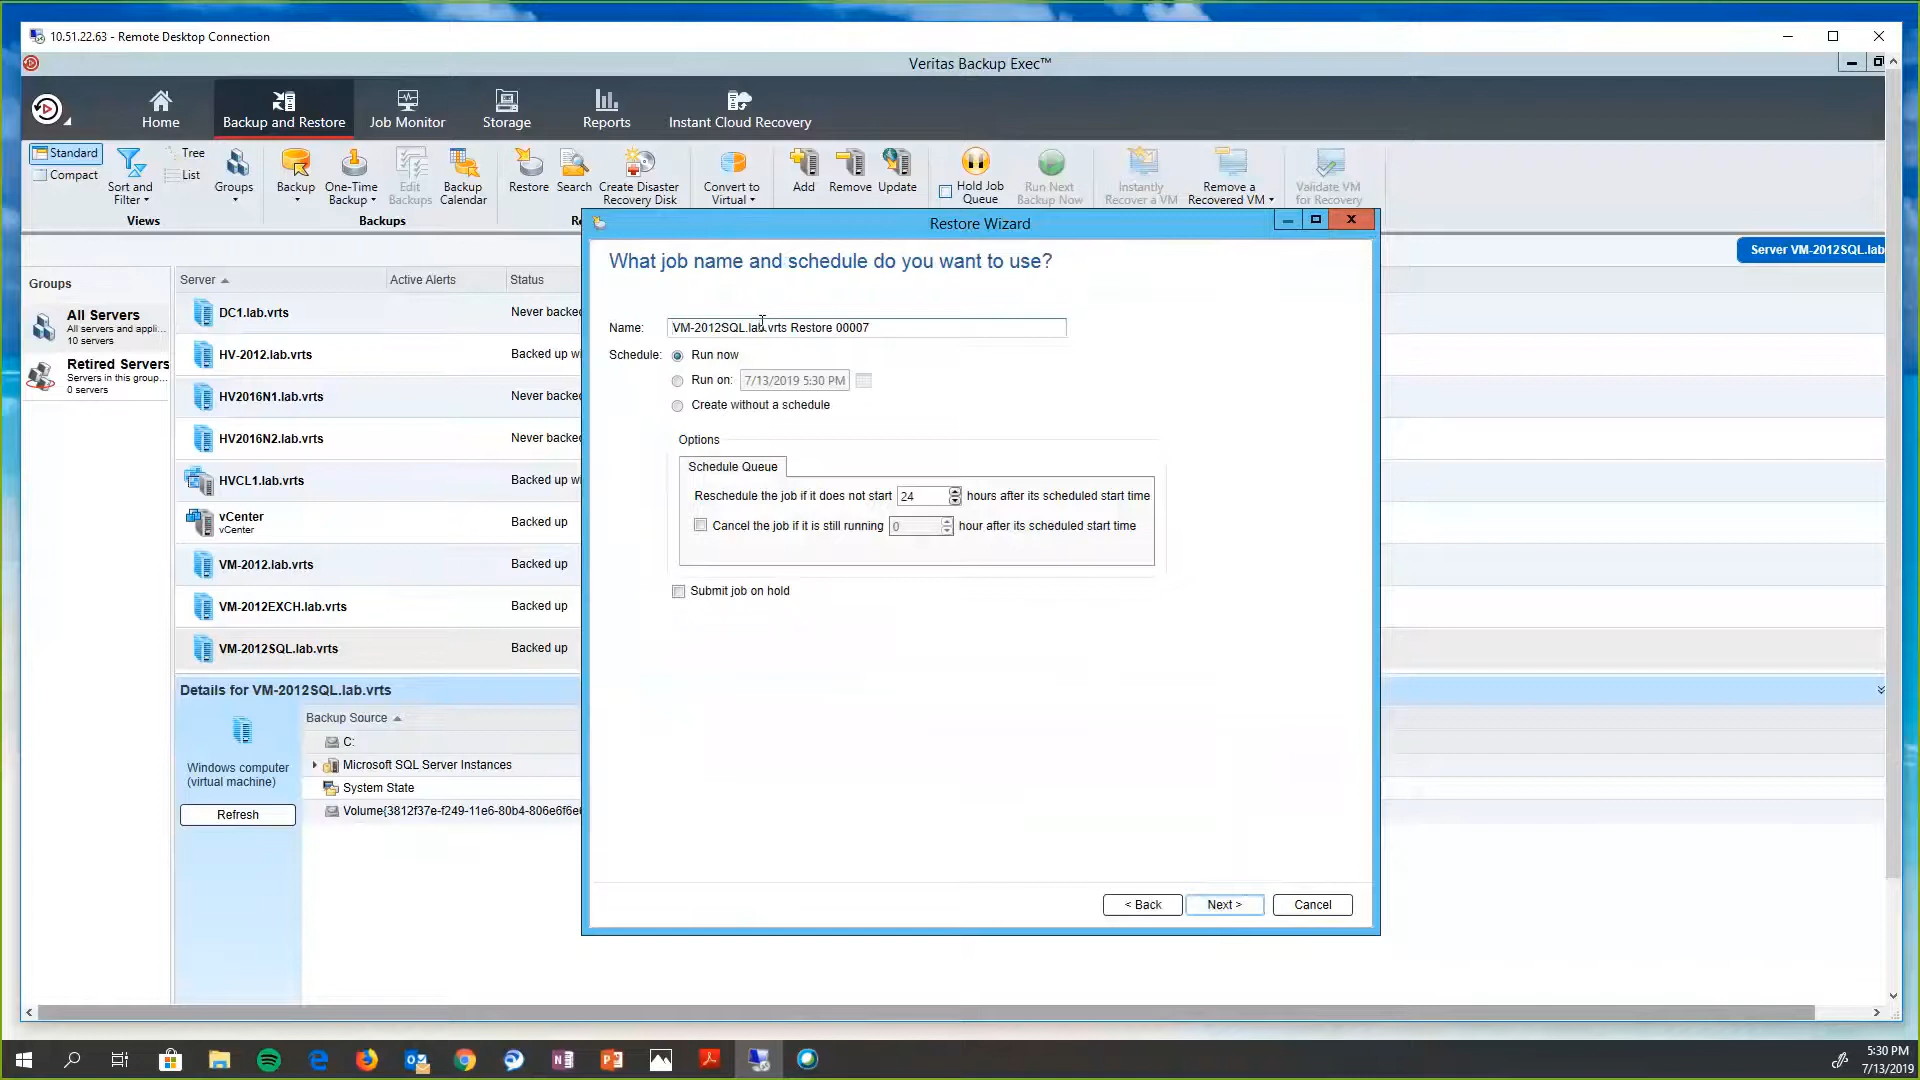 10.51.22.63 - Remote Desktop Connection
Veritas Backup Exec™
Home
Backup and Restore
Job Monitor
Storage
Reports
Instant Cloud Recovery
Standard
Compact
Sort and
Filter
Tree
List
Groups
Views
Backup
One-Time
Backup
Edit
Backups
Backup
Calendar
Backups
Restore
Search
Create Disaster
Recovery Disk
Convert to
Virtual
Add
Remove
Update
Hold Job
Queue
Run Next
Backup Now
Instantly
Recover a VM
Remove a
Recovered VM
Validate VM
for Recovery
Server VM-2012SQL.lab
Groups
All Servers
All servers and appli...
10 servers
Retired Servers
Servers in this group...
0 servers
Server
Active Alerts
Status
DC1.lab.vrts
Never backe
HV-2012.lab.vrts
Backed up wi
HV2016N1.lab.vrts
Never backe
HV2016N2.lab.vrts
Never backe
HVCL1.lab.vrts
Backed up wi
vCenter
vCenter
Backed up
VM-2012.lab.vrts
Backed up
VM-2012EXCH.lab.vrts
Backed up
VM-2012SQL.lab.vrts
Backed up
Details for VM-2012SQL.lab.vrts
Windows computer
(virtual machine)
Refresh
Backup Source
C:
Microsoft SQL Server Instances
System State
Volume{3812f37e-f249-11e6-80b4-806e6f6e
Restore Wizard
What job name and schedule do you want to use?
Name: VM-2012SQL.lab.vrts Restore 00007
Schedule: Run now
Run on: 7/13/2019 5:30 PM
Create without a schedule
Options
Schedule Queue
Reschedule the job if it does not start 24 hours after its scheduled start time
Cancel the job if it is still running 0 hour after its scheduled start time
Submit job on hold
< Back
Next >
Cancel
5:30 PM
7/13/2019